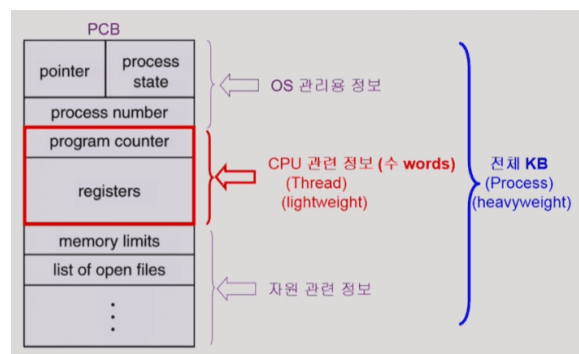 PCB
pointer
process
state
process number
program counter
registers
memory limits
list of open files
OS 관리용 정보
CPU 관련 정보 (수 words)
(Thread)
(lightweight)
자원 관련 정보
전체 KB
(Process)
(heavyweight)